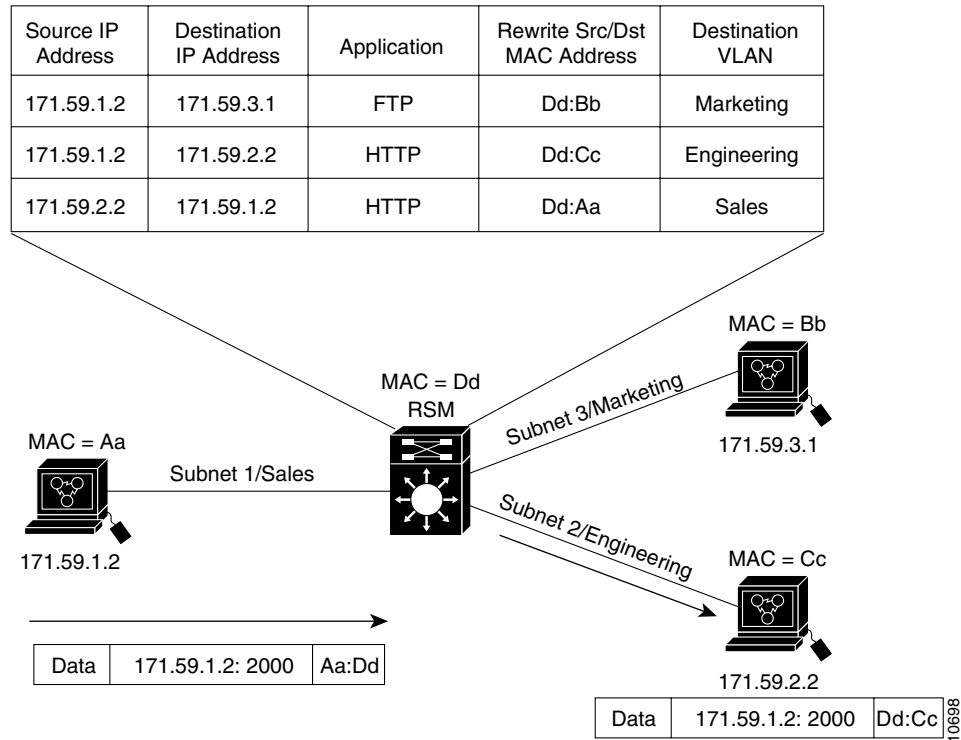 Source IP Address
Destination IP Address
Application
Rewrite Src/Dst MAC Address
Destination VLAN
171.59.1.2
171.59.3.1
FTP
Dd:Bb
Marketing
171.59.1.2
171.59.2.2
HTTP
Dd:Cc
Engineering
171.59.2.2
171.59.1.2
HTTP
Dd:Aa
Sales
MAC = Bb
MAC = Dd
RSM
Subnet 3/Marketing
171.59.3.1
MAC = Aa
Subnet 1/Sales
Subnet 2/Engineering
171.59.1.2
MAC = Cc
Data
171.59.1.2: 2000
Aa:Dd
171.59.2.2
Data
171.59.1.2: 2000
Dd:Cc
10698